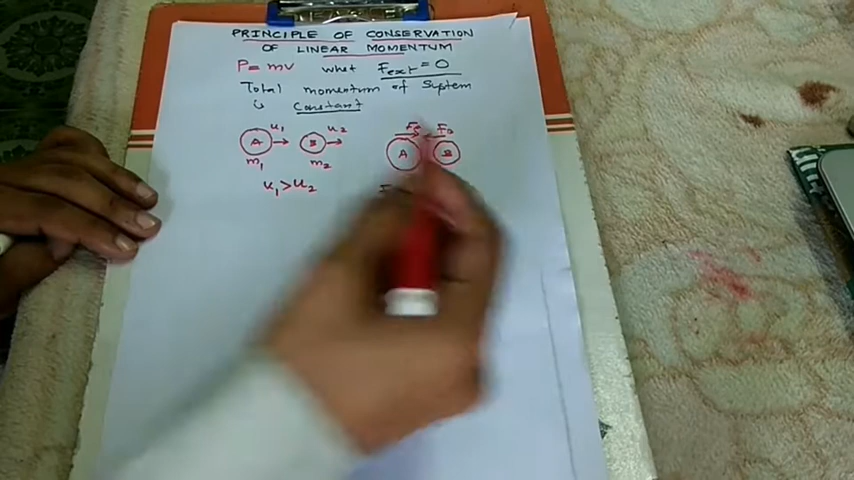 PRINCIPLE OF CONSERVATION
OF LINEAR MOMENTUM
P = mv when Fext = 0
Total momentum of System
is Constant
u₁ u₂
A B A B
m₁ m₂
u₁>u₂